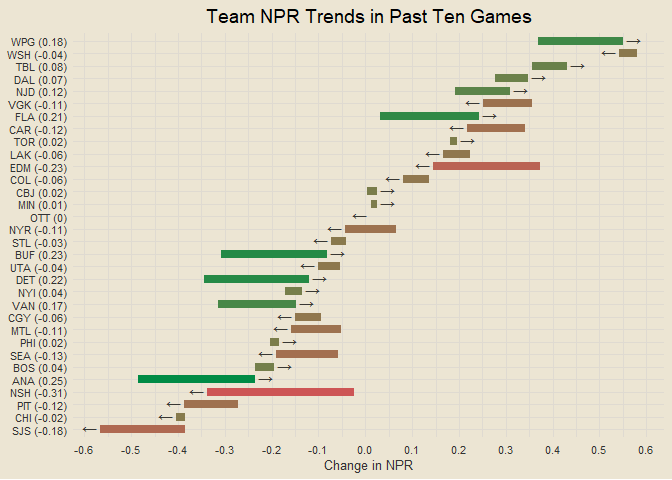 Team NPR Trends in Past Ten Games
WPG (0.18)
WSH (-0.04)
TBL (0.08)
DAL (0.07)
NJD (0.12)
VGK (-0.11)
FLA (0.21)
CAR (-0.12)
TOR (0.02)
LAK (-0.06)
EDM (-0.23)
COL (-0.06)
CBJ (0.02)
MIN (0.01)
OTT (0)
NYR (-0.11)
STL (-0.03)
BUF (0.23)
UTA (-0.04)
DET (0.22)
NYI (0.04)
VAN (0.17)
CGY (-0.06)
MTL (-0.11)
PHI (0.02)
SEA (-0.13)
BOS (0.04)
ANA (0.25)
NSH (-0.31)
PIT (-0.12)
CHI (-0.02)
SJS (-0.18)
-0.6 -0.5 -0.4 -0.3 -0.2 -0.1 0.0 0.1 0.2 0.3 0.4 0.5 0.6
Change in NPR